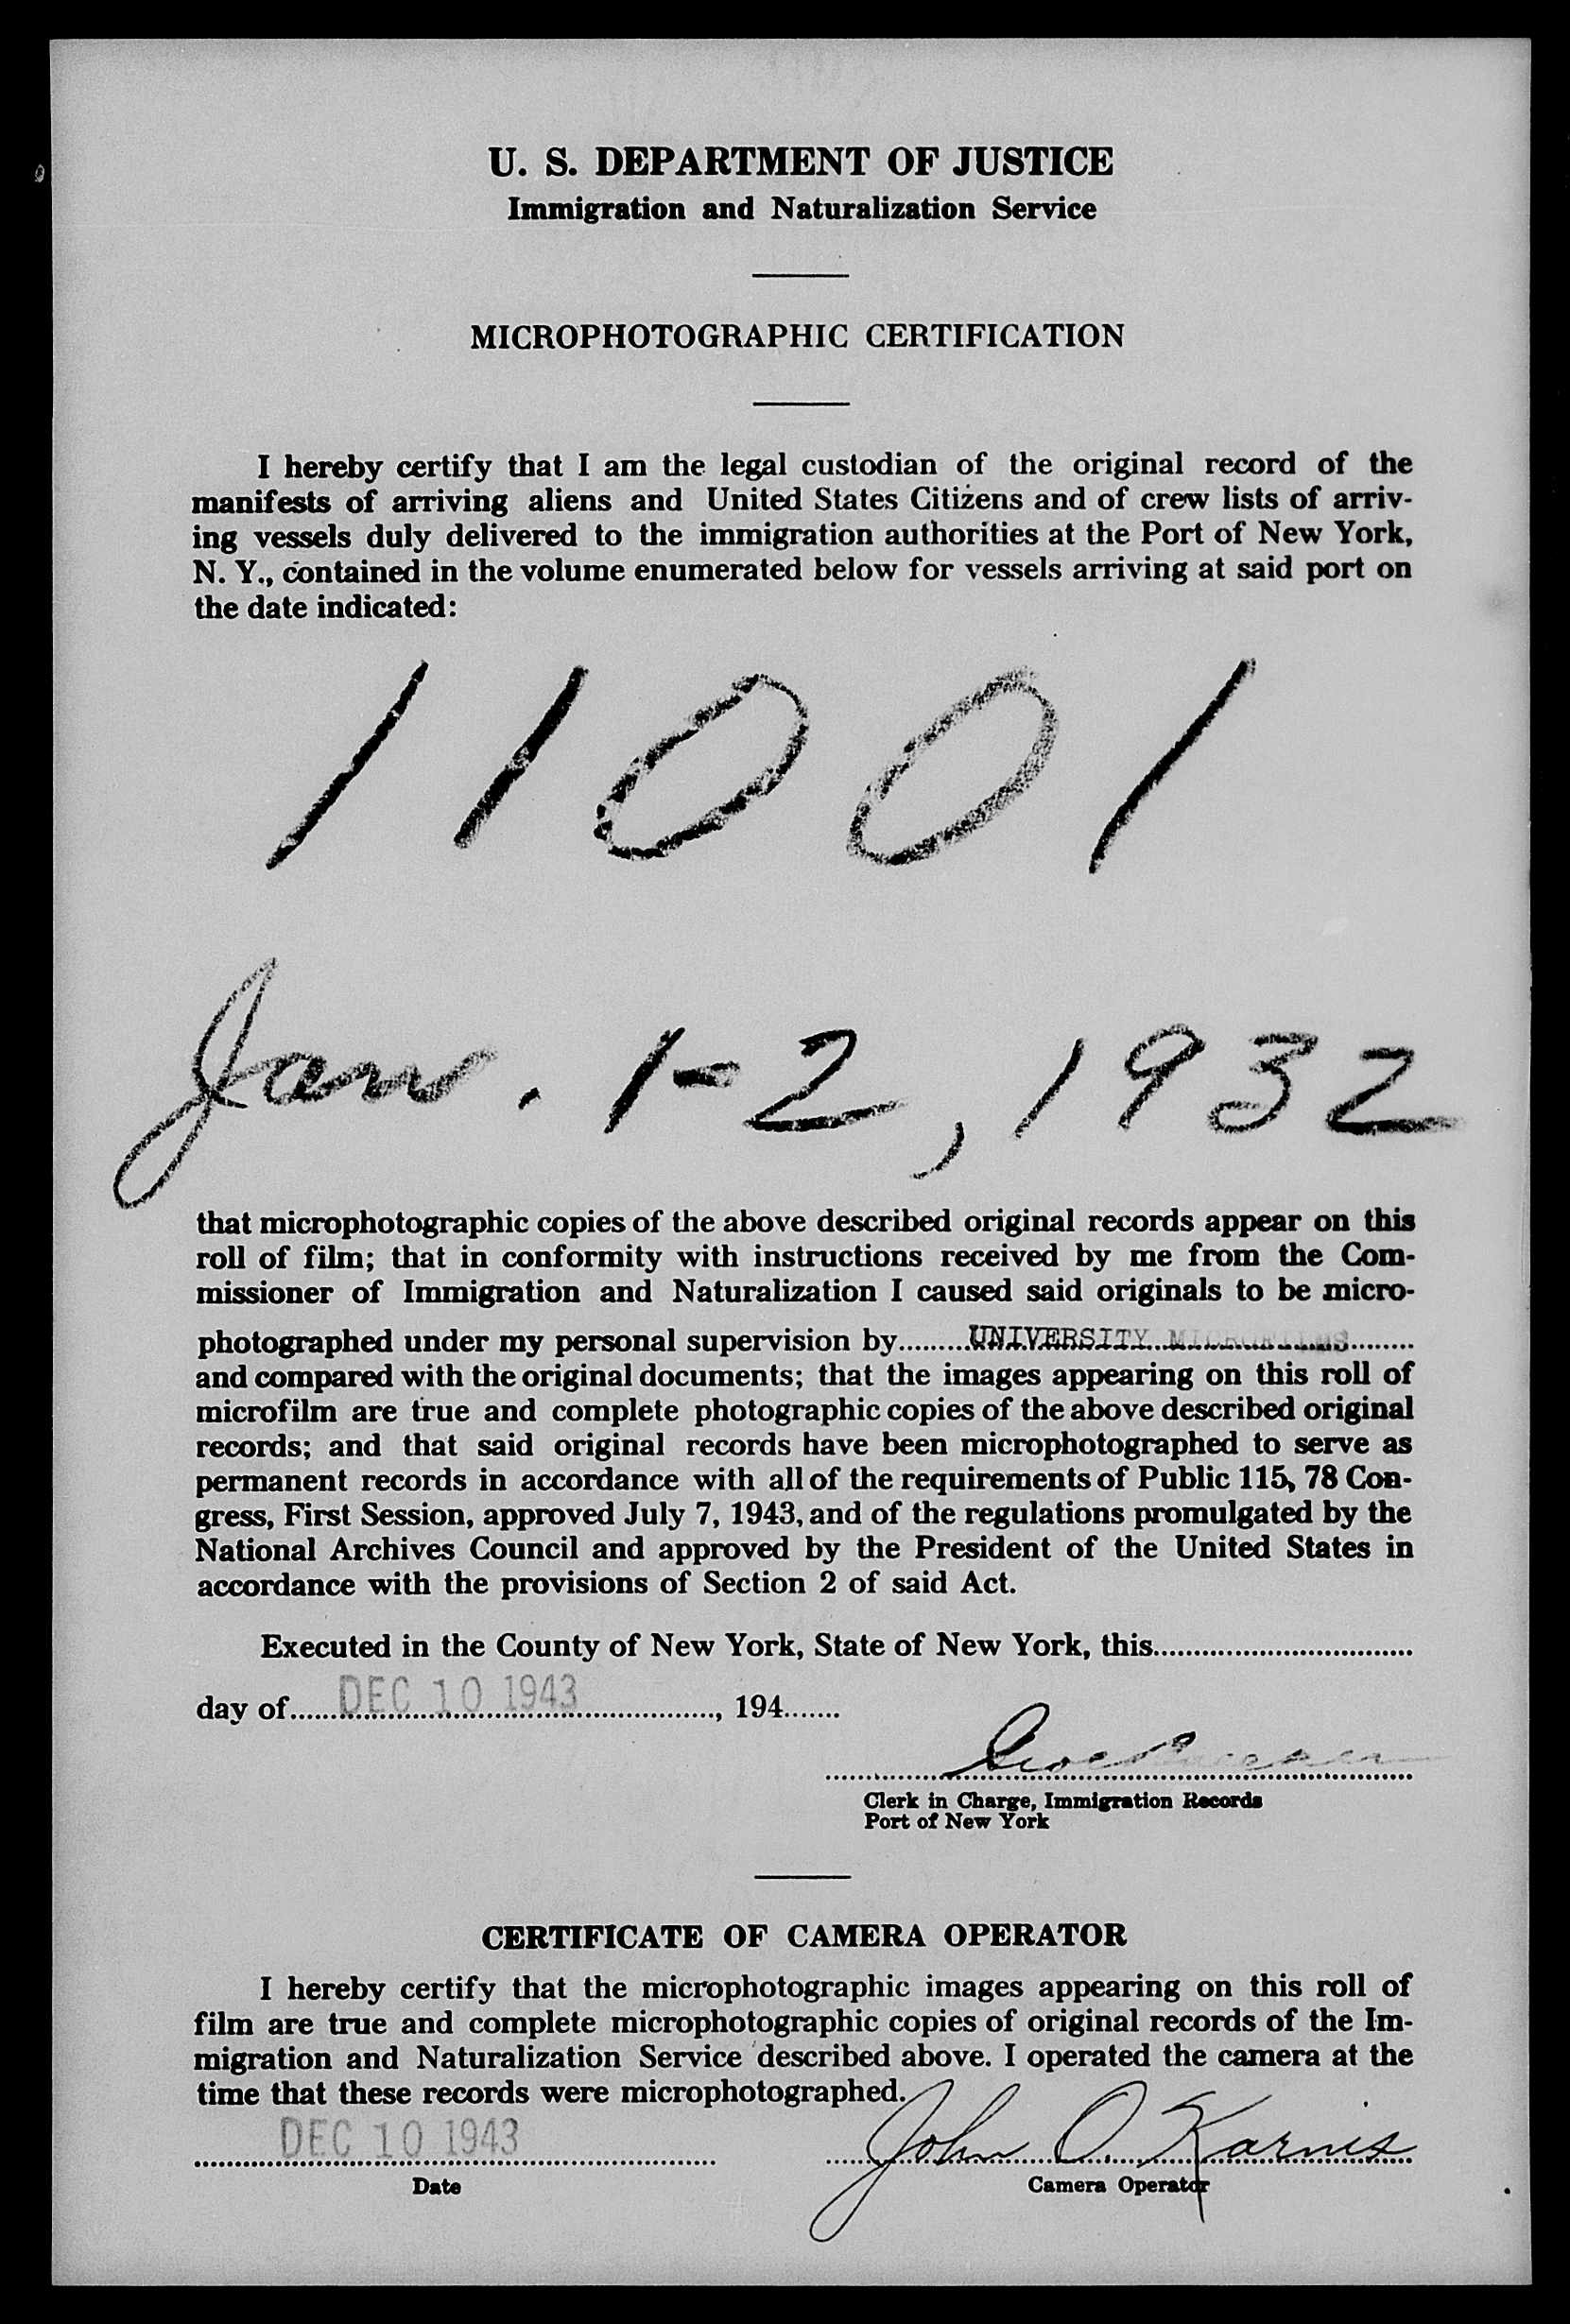 U. S. DEPARTMENT OF JUSTICE
Immigration and Naturalization Service
MICROPHOTOGRAPHIC CERTIFICATION
I hereby certify that I am the legal custodian of the original record of the
manifests of arriving aliens and United States Citizens and of crew lists of arriv-
ing vessels duly delivered to the immigration authorities at the Port of New York,
N. Y., contained in the volume enumerated below for vessels arriving at said port on
the date indicated:
11001
Jan. 1-2, 1932
that microphotographic copies of the above described original records appear on this
roll of film; that in conformity with instructions received by me from the Com-
missioner of Immigration and Naturalization I caused said originals to be micro-
photographed under my personal supervision by.........UNIVERSITY MICROFILMS.........
and compared with the original documents; that the images appearing on this roll of
microfilm are true and complete photographic copies of the above described original
records; and that said original records have been microphotographed to serve as
permanent records in accordance with all of the requirements of Public 115, 78 Con-
gress, First Session, approved July 7, 1943, and of the regulations promulgated by the
National Archives Council and approved by the President of the United States in
accordance with the provisions of Section 2 of said Act.
Executed in the County of New York, State of New York, this................................
day of......DEC 10 1943................., 194.......
Clerk in Charge, Immigration Records
Port of New York
CERTIFICATE OF CAMERA OPERATOR
I hereby certify that the microphotographic images appearing on this roll of
film are true and complete microphotographic copies of original records of the Im-
migration and Naturalization Service described above. I operated the camera at the
time that these records were microphotographed.
DEC 10 1943 John O. Karnis
Date Camera Operator